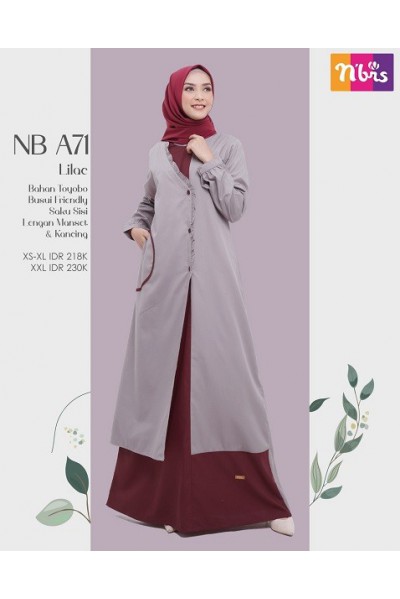 N'brs
NB A71
Lilac
Bahan Toyobo
Busui Friendly
Saku Sisi
Lengan Manset
& Kancing
XS-XL IDR 218K
XXL IDR 230K